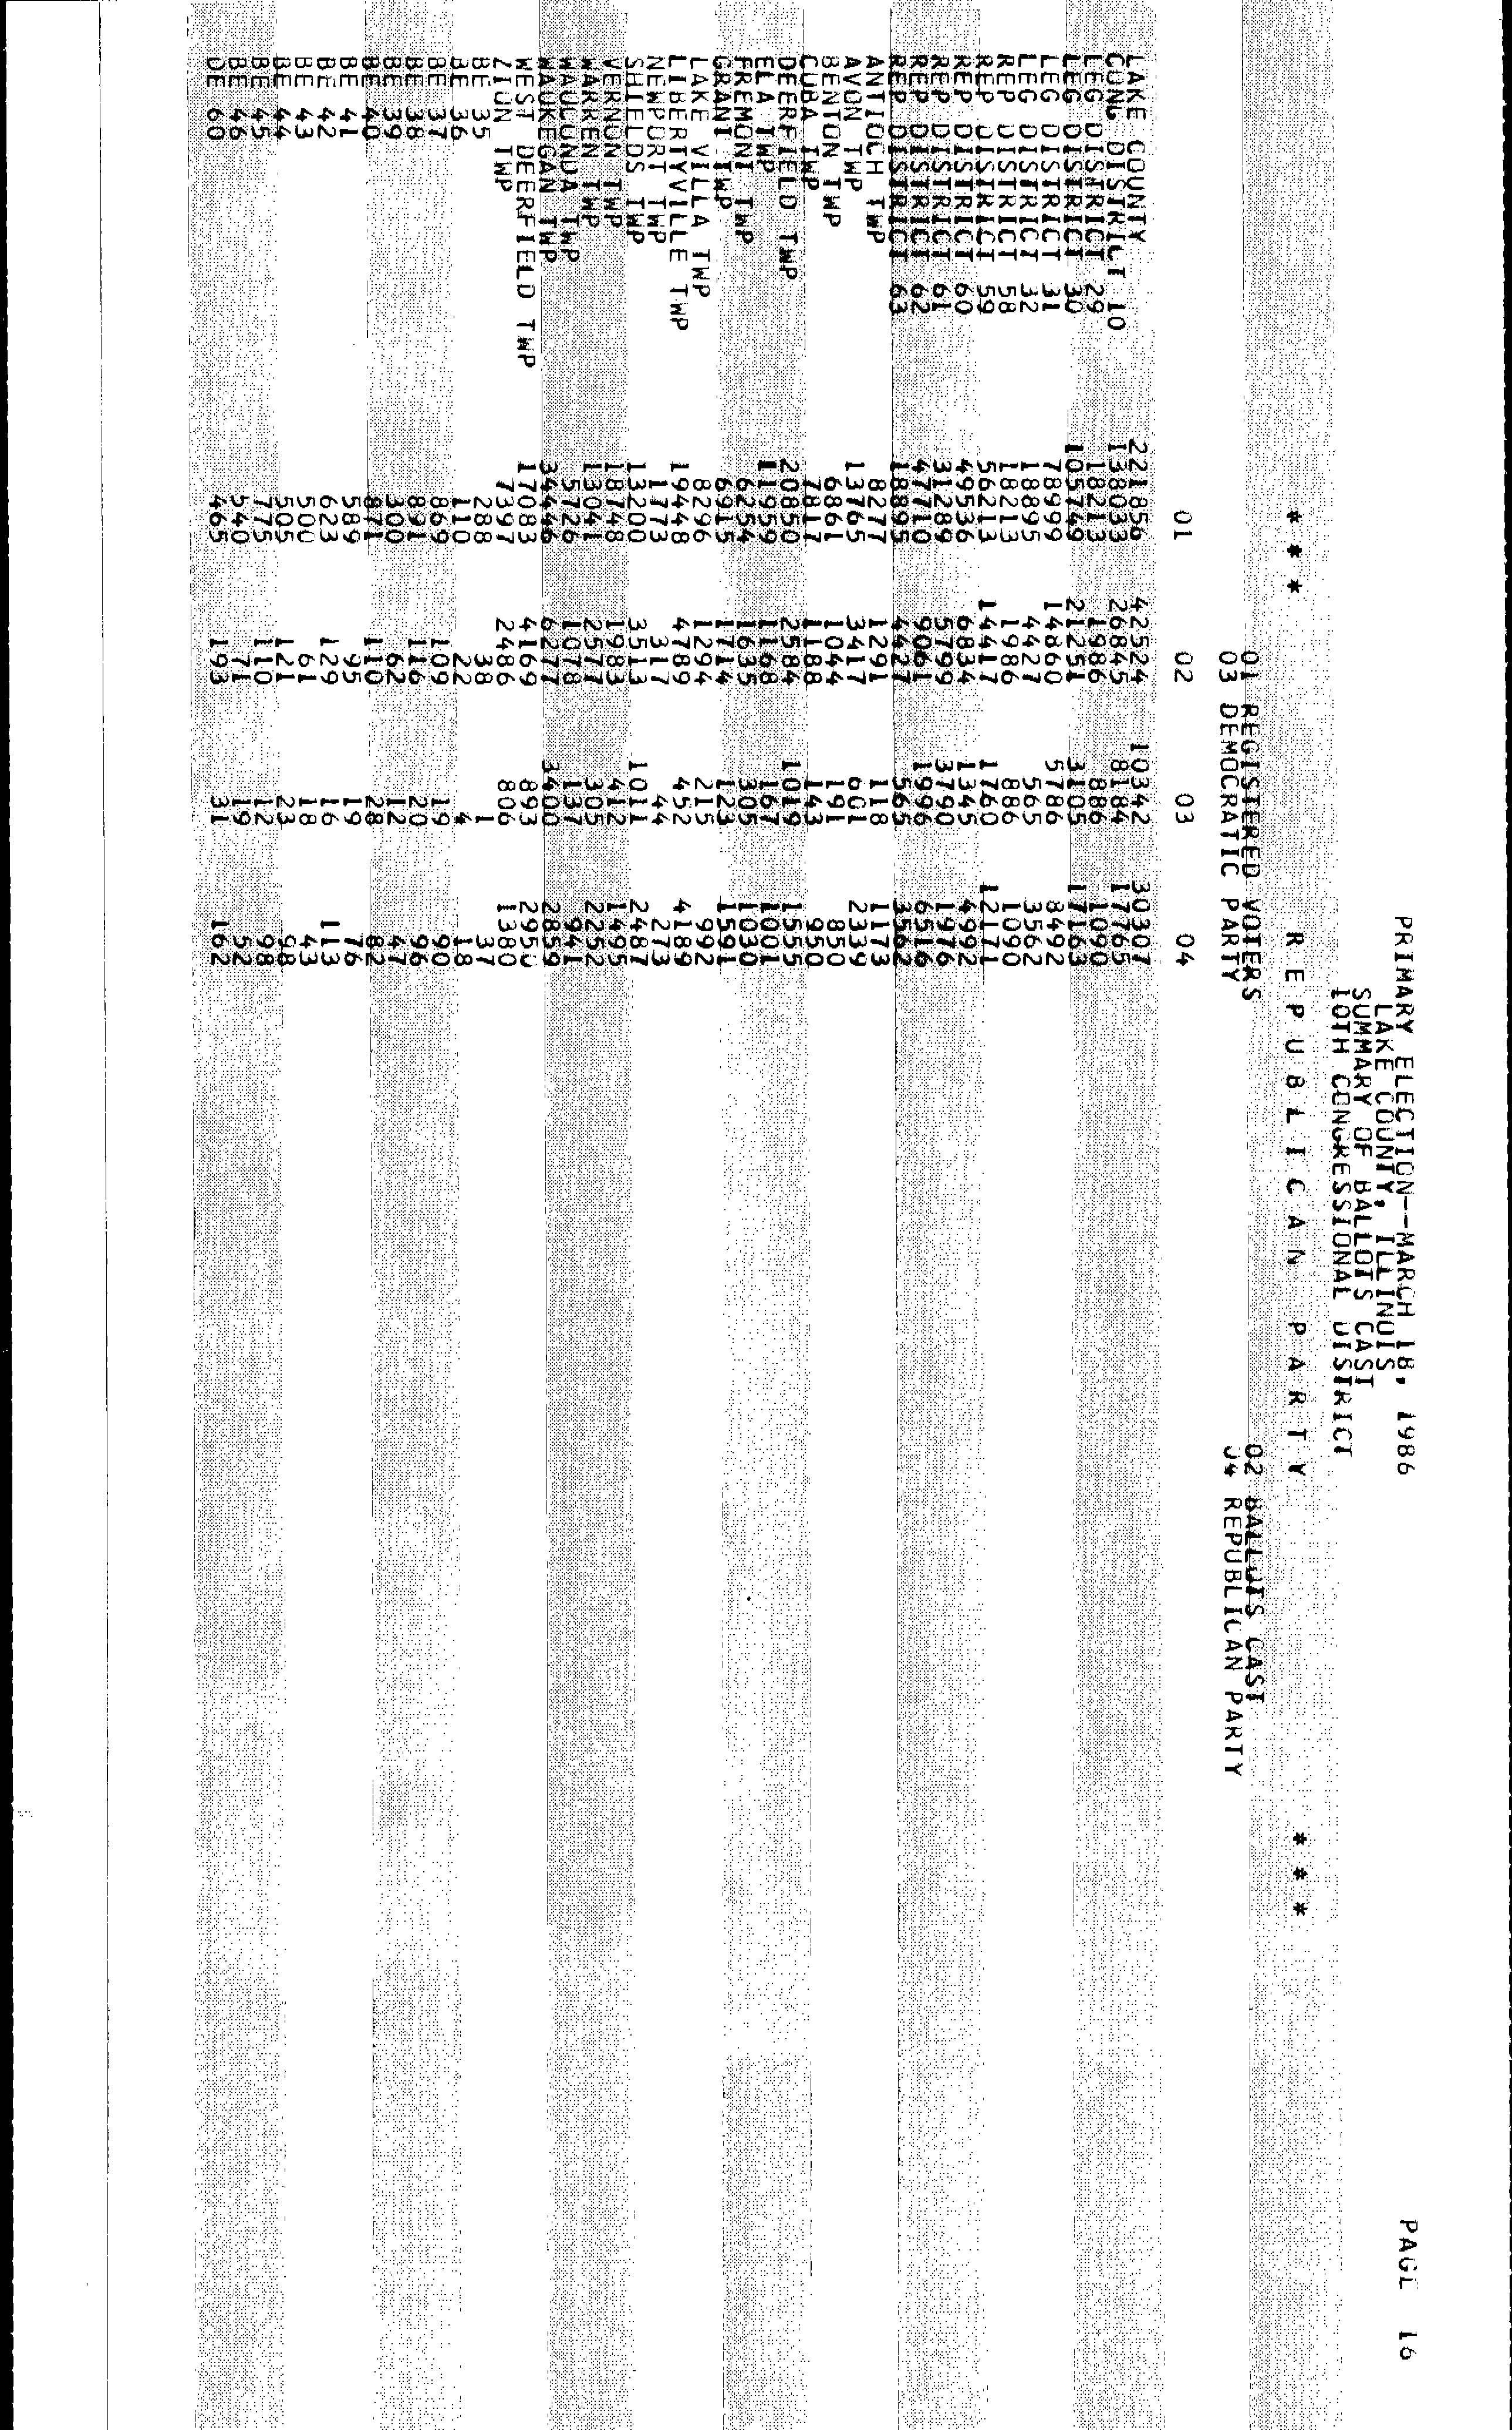 PRIMARY ELECTION--MARCH 18, 1986 PAGE 16
LAKE COUNTY, ILLINOIS
SUMMARY OF BALLOTS CAST
10TH CONGRESSIONAL DISTRICT
* * * R E P U B L I C A N P A R T Y * * *
01 REGISTERED VOTERS 02 BALLOTS CAST
03 DEMOCRATIC PARTY 04 REPUBLICAN PARTY
01 02 03 04
LAKE COUNTY 221856 42524 10342 30307
CONG DISTRICT 10 138033 26845 8184 17765
LEG DISTRICT 29 18213 1986 886 1090
LEG DISTRICT 30 105749 21251 3105 17163
LEG DISTRICT 31 78999 14860 5786 8492
LEG DISTRICT 32 18895 4427 565 3562
REP DISTRICT 58 18213 1986 886 1090
REP DISTRICT 59 56213 14417 1760 12171
REP DISTRICT 60 49536 6834 1345 4992
REP DISTRICT 61 31289 5799 3790 1976
REP DISTRICT 62 47710 9061 1996 6516
REP DISTRICT 63 18895 4427 565 3562
ANTIOCH TWP 8277 1291 118 1173
AVON TWP 13765 3417 601 2339
BENTON TWP 6861 1044 191 850
CUBA TWP 7817 1188 143 950
DEERFIELD TWP 20850 2584 1019 1555
ELA TWP 11959 1168 167 1001
FREMONT TWP 6254 1635 305 1030
GRANT TWP 6915 1714 123 1591
LAKE VILLA TWP 8296 1294 215 992
LIBERTYVILLE TWP 19448 4789 452 4189
NEWPORT TWP 1773 317 44 273
SHIELDS TWP 13200 3513 1011 2487
VERNON TWP 18748 1983 412 1495
WARREN TWP 13041 2577 305 2252
WAUCONDA TWP 5726 1078 137 941
WAUKEGAN TWP 34446 6277 3400 2859
WEST DEERFIELD TWP 17083 4169 893 2950
ZION TWP 7397 2486 806 1380
BE 35 288 38 1 37
BE 36 110 22 4 18
BE 37 869 109 19 90
BE 38 891 116 20 96
BE 39 300 62 12 47
BE 40 871 110 28 82
BE 41 589 95 19 76
BE 42 623 129 16 113
BE 43 500 61 18 43
BE 44 505 121 23 98
BE 45 775 110 12 98
BE 46 540 71 19 52
DE 60 465 193 31 162